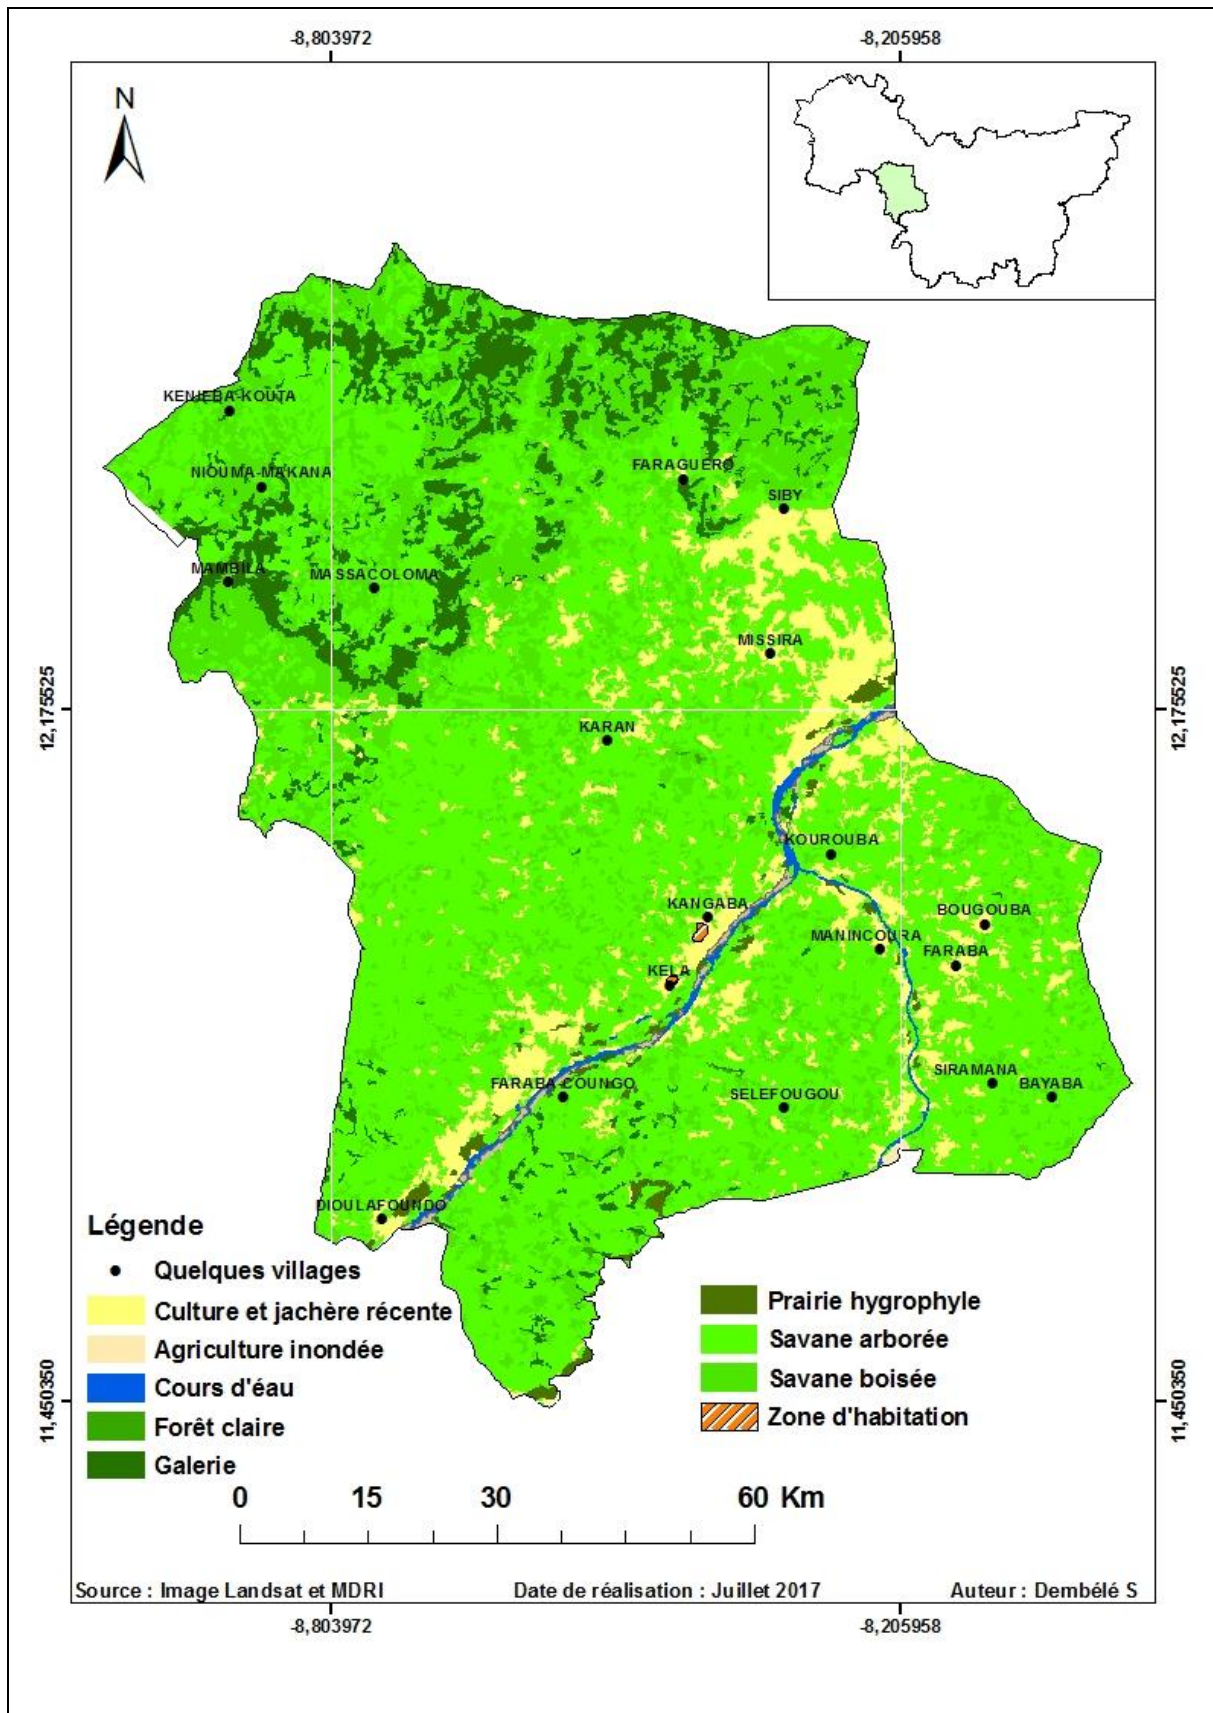 -8,803972
-8,205958
N
KENIEBA-KOUTA
NIOUMA-MAKANA
FARAGUERO
SIBY
MAMBILA
MASSACOLOMA
MISSIRA
12,175525
12,175525
KARAN
KOUROUBA
KANGABA
BOUGOUBA
MANINCOURA
FARABA
KELA
SIRAMANA
BAYABA
FARABA-COUNGO
SELEFOUGOU
DIOULAFOUNDO
Légende
Quelques villages
Culture et jachère récente
Agriculture inondée
Cours d'éau
Forêt claire
Galerie
Prairie hygrophyle
Savane arborée
Savane boisée
Zone d'habitation
11,450350
11,450350
0 15 30 60 Km
Source : Image Landsat et MDRI Date de réalisation : Juillet 2017 Auteur : Dembélé S
-8,803972
-8,205958